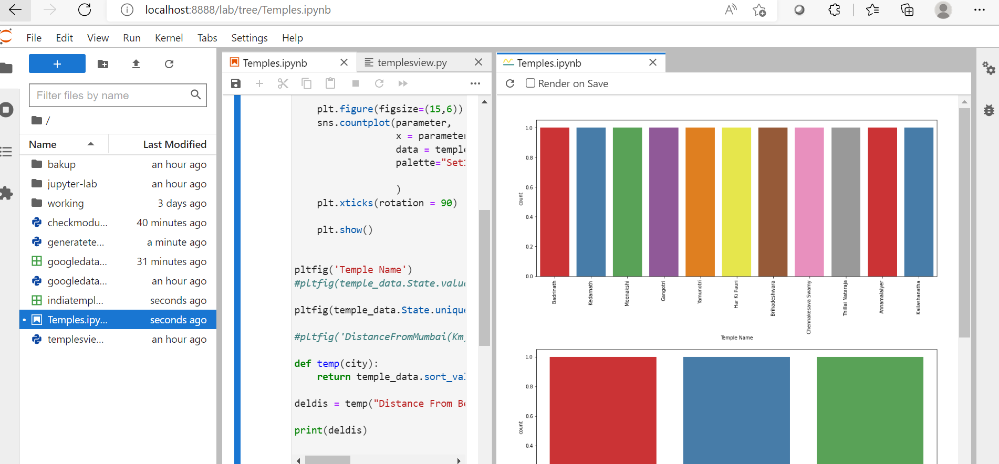 localhost:8888/lab/tree/Temples.ipynb
File Edit View Run Kernel Tabs Settings Help
Filter files by name
/
Name Last Modified
bakup an hour ago
jupyter-lab an hour ago
working 3 days ago
checkmodu... 40 minutes ago
generatete... a minute ago
googledata... 31 minutes ago
googledata... an hour ago
indiatempl... seconds ago
Temples.ipy... seconds ago
templesvie... an hour ago
Temples.ipynb templesview.py
plt.figure(figsize=(15,6))
sns.countplot(parameter,
x = parameter
data = temple
palette="Set1
)
plt.xticks(rotation = 90)
plt.show()
pltfig('Temple Name')
#pltfig(temple_data.State.value
pltfig(temple_data.State.unique
#pltfig('DistanceFromMumbai(Km
def temp(city):
return temple_data.sort_val
deldis = temp("Distance From Be
print(deldis)
Temples.ipynb
Render on Save
1.0
0.8
0.6
0.4
0.2
0.0
count
Badrinath
Kedarnath
Meenakshi
Gangotri
Yamunotri
Har Ki Pauri
Brihadeshwara
Chennakesava Swamy
Thillai Nataraja
Annamalaiyer
Kailashanatha
Temple Name
1.0
0.8
0.6
0.4
count